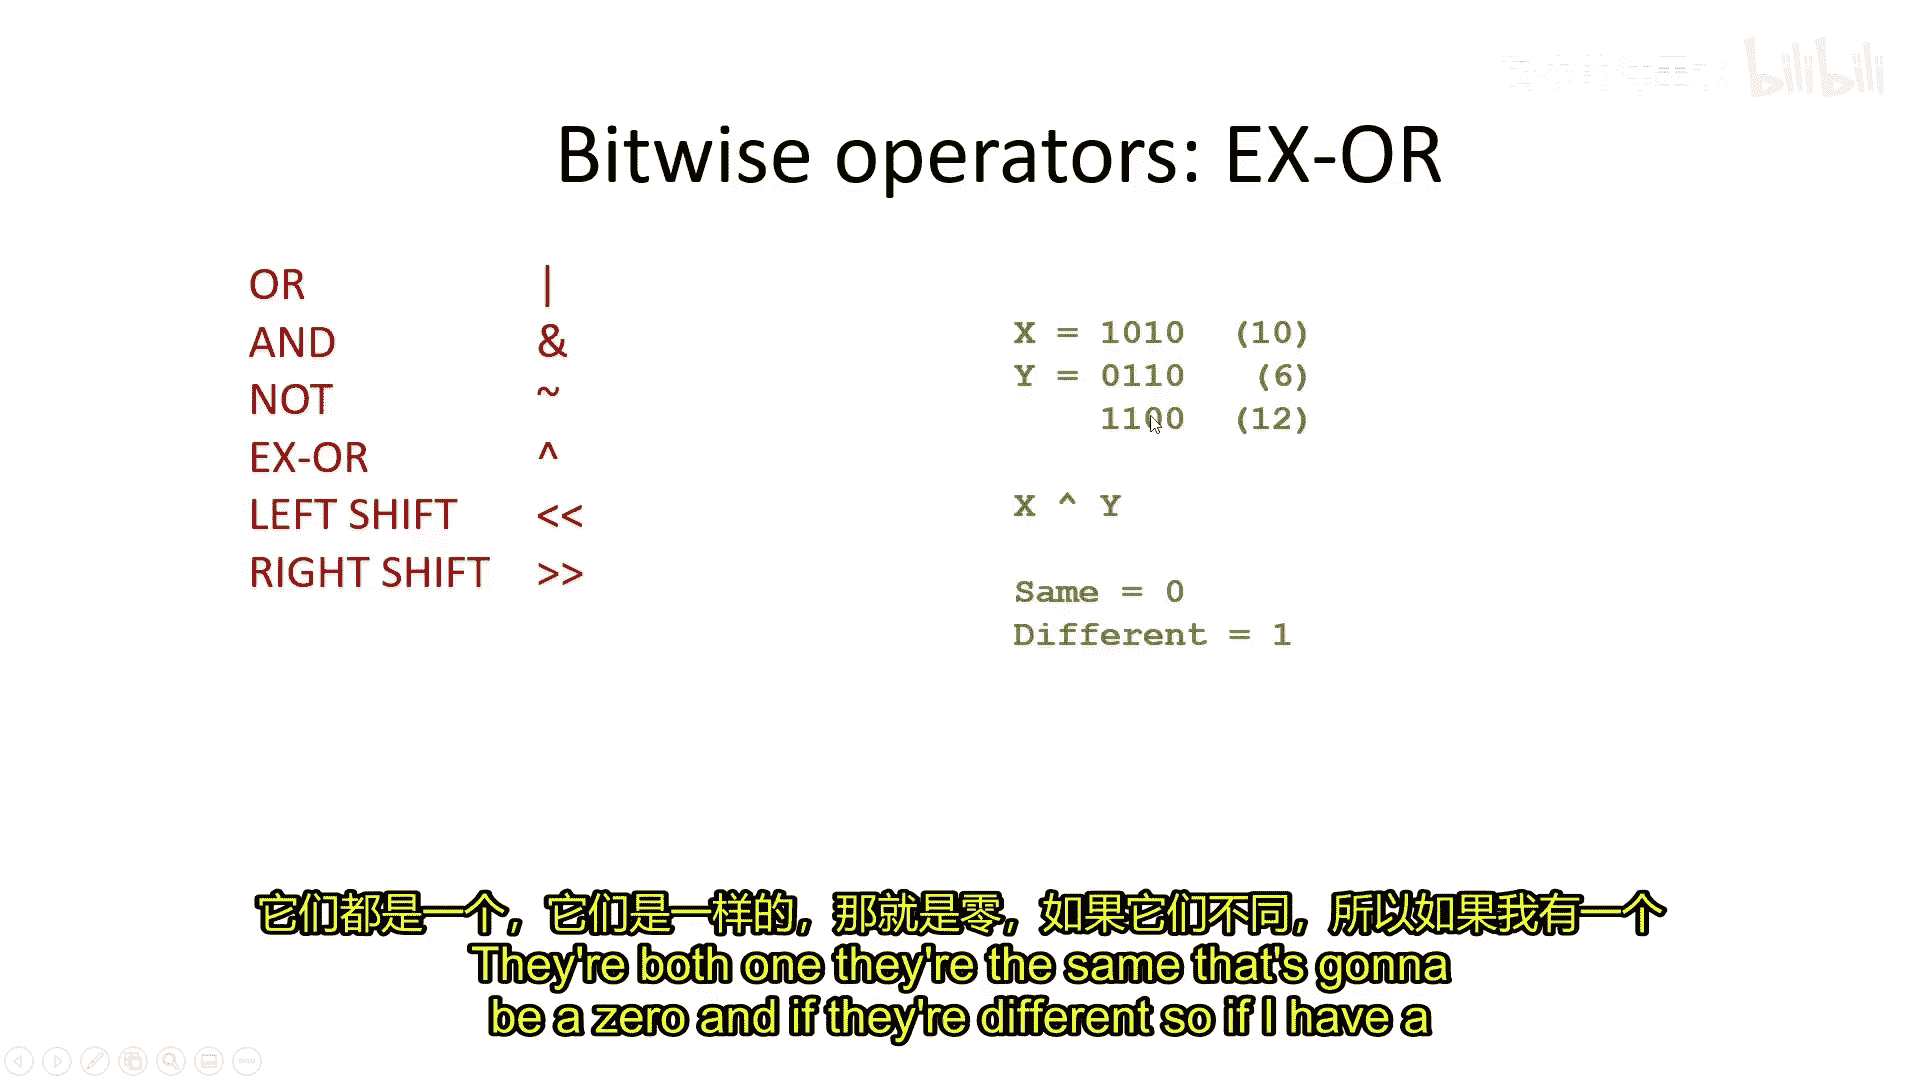 bilibili
Bitwise operators: EX-OR
OR |
AND &
NOT ~
EX-OR ^
LEFT SHIFT <<
RIGHT SHIFT >>
X = 1010 (10)
Y = 0110 (6)
1100 (12)
X ^ Y
Same = 0
Different = 1
它们都是一个，它们是一样的，那就是零，如果它们不同，所以如果我有一个
They're both one they're the same that's gonna
be a zero and if they're different so if I have a